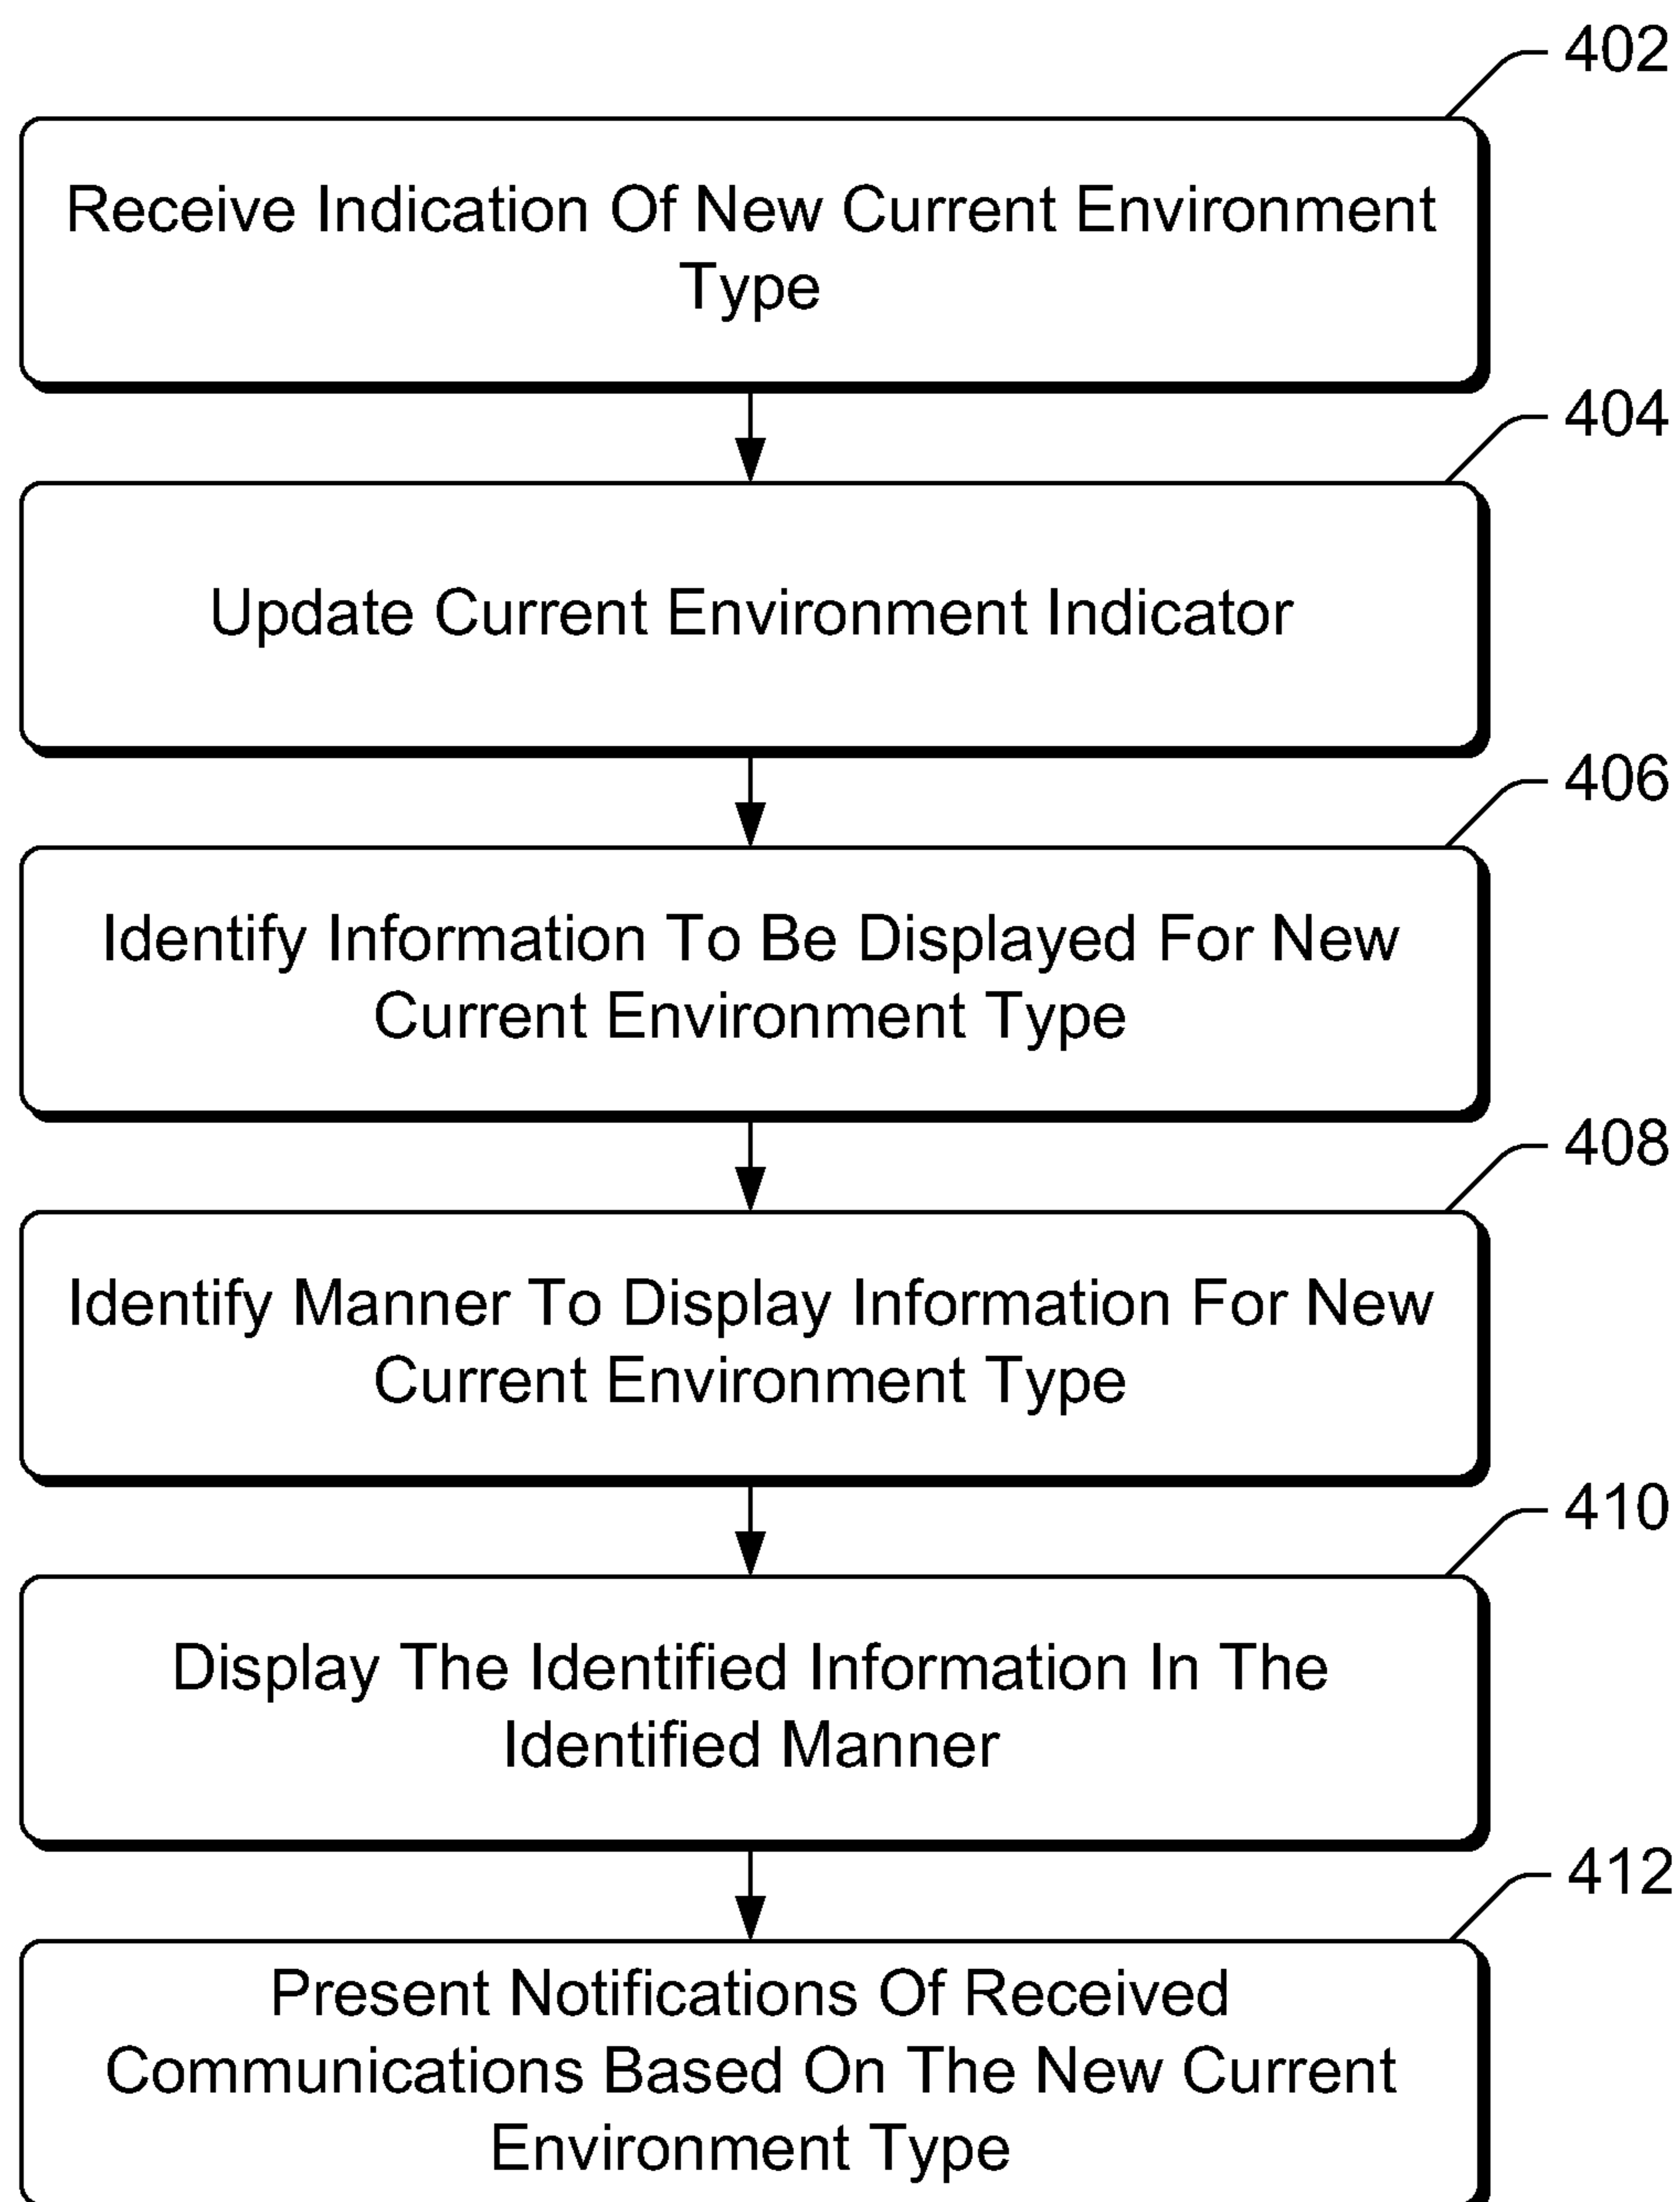 402
Receive Indication Of New Current Environment
Type
404
Update Current Environment Indicator
406
Identify Information To Be Displayed For New
Current Environment Type
408
Identify Manner To Display Information For New
Current Environment Type
410
Display The Identified Information In The
Identified Manner
412
Present Notifications Of Received
Communications Based On The New Current
Environment Type